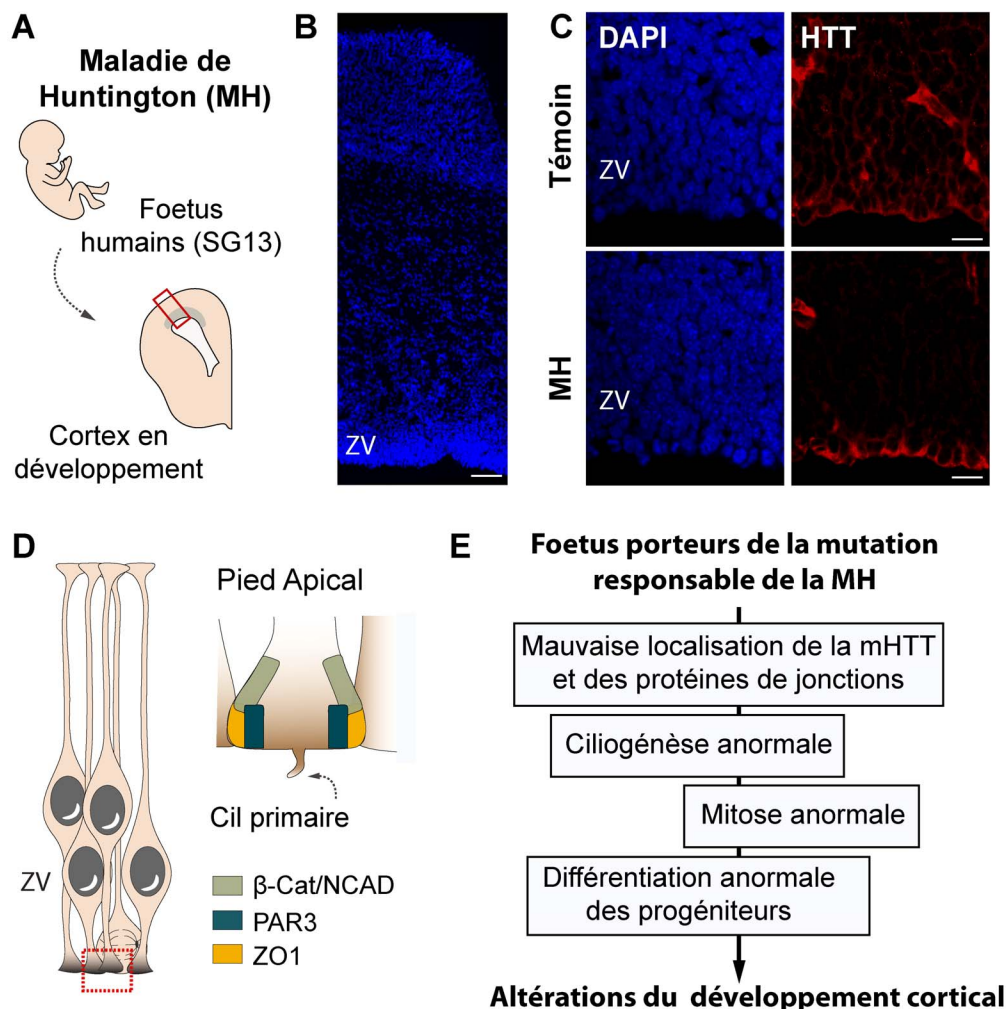 A
Maladie de
Huntington (MH)
Foetus
humains (SG13)
Cortex en
développement
B
ZV
C
DAPI
HTT
Témoin
ZV
MH
ZV
D
Pied Apical
Cil primaire
ZV
β-Cat/NCAD
PAR3
ZO1
E
Foetus porteurs de la mutation
responsable de la MH
Mauvaise localisation de la mHTT
et des protéines de jonctions
Ciliogénèse anormale
Mitose anormale
Différentiation anormale
des progéniteurs
Altérations du développement cortical